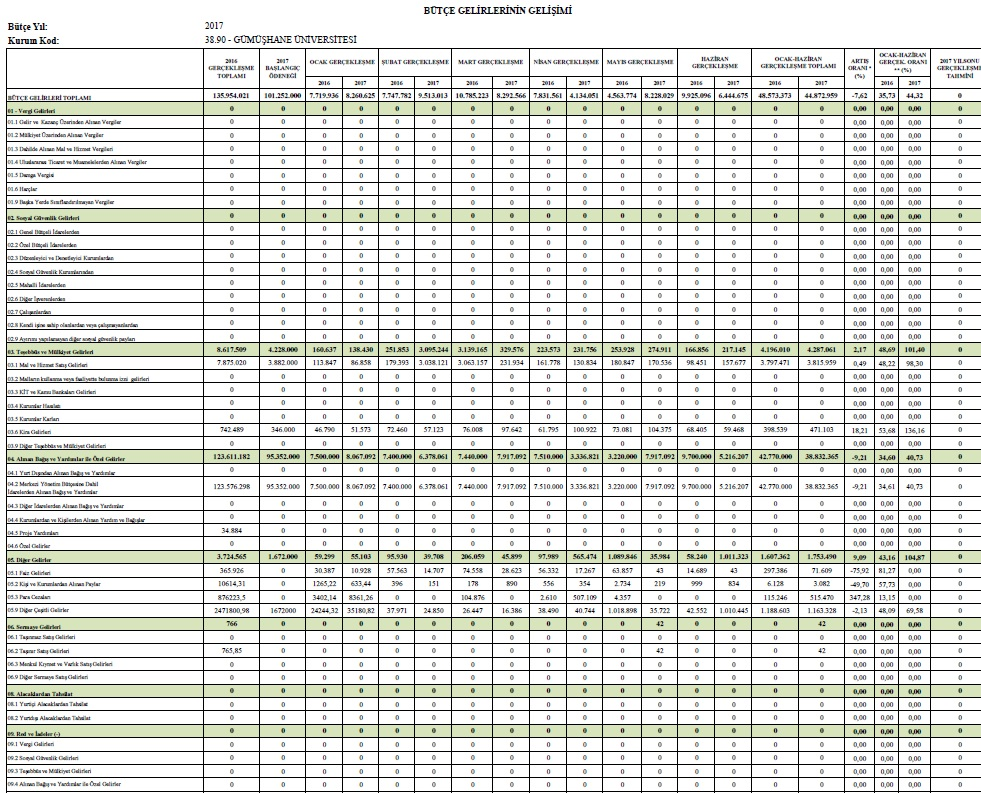 BÜTÇE GELİRLERİNİN GELİŞİMİ
Bütçe Yıl: 2017
Kurum Kod: 38.90 - GÜMÜŞHANE ÜNİVERSİTESİ
2016 GERÇEKLEŞME TOPLAMI 2017 BAŞLANGIÇ ÖDENEĞİ OCAK GERÇEKLEŞME ŞUBAT GERÇEKLEŞME MART GERÇEKLEŞME NİSAN GERÇEKLEŞME MAYIS GERÇEKLEŞME HAZİRAN GERÇEKLEŞME OCAK-HAZİRAN GERÇEKLEŞME TOPLAMI ARTIŞ ORANI * (%) OCAK-HAZİRAN GERÇEK. ORANI ** (%) 2017 YILSONU GERÇEKLEŞME TAHMİNİ
2016 2017 2016 2017 2016 2017 2016 2017 2016 2017 2016 2017 2016 2017 2016 2017
BÜTÇE GELİRLERİ TOPLAMI 135.954.021 101.252.000 7.719.936 8.260.625 7.747.782 9.513.013 10.785.223 8.292.566 7.831.561 4.134.051 4.563.774 8.228.029 9.925.096 6.444.675 48.573.373 44.872.959 -7,62 35,73 44,32 0
01 - Vergi Gelirleri 0 0 0 0 0 0 0 0 0 0 0 0 0 0 0 0 0,00 0,00 0,00 0
01.1 Gelir ve Kazanç Üzerinden Alınan Vergiler 0 0 0 0 0 0 0 0 0 0 0 0 0 0 0 0 0,00 0,00 0,00 0
01.2 Mülkiyet Üzerinden Alınan Vergiler 0 0 0 0 0 0 0 0 0 0 0 0 0 0 0 0 0,00 0,00 0,00 0
01.3 Dahilde Alınan Mal ve Hizmet Vergileri 0 0 0 0 0 0 0 0 0 0 0 0 0 0 0 0 0,00 0,00 0,00 0
01.4 Uluslararası Ticaret ve Muamelelerden Alınan Vergiler 0 0 0 0 0 0 0 0 0 0 0 0 0 0 0 0 0,00 0,00 0,00 0
01.5 Damga Vergisi 0 0 0 0 0 0 0 0 0 0 0 0 0 0 0 0 0,00 0,00 0,00 0
01.6 Harçlar 0 0 0 0 0 0 0 0 0 0 0 0 0 0 0 0 0,00 0,00 0,00 0
01.9 Başka Yerde Sınıflandırılmayan Vergiler 0 0 0 0 0 0 0 0 0 0 0 0 0 0 0 0 0,00 0,00 0,00 0
02. Sosyal Güvenlik Gelirleri 0 0 0 0 0 0 0 0 0 0 0 0 0 0 0 0 0,00 0,00 0,00 0
02.1 Genel Bütçeli İdarelerden 0 0 0 0 0 0 0 0 0 0 0 0 0 0 0 0 0,00 0,00 0,00 0
02.2 Özel Bütçeli İdarelerden 0 0 0 0 0 0 0 0 0 0 0 0 0 0 0 0 0,00 0,00 0,00 0
02.3 Düzenleyici ve Denetleyici Kurumlardan 0 0 0 0 0 0 0 0 0 0 0 0 0 0 0 0 0,00 0,00 0,00 0
02.4 Sosyal Güvenlik Kurumlarından 0 0 0 0 0 0 0 0 0 0 0 0 0 0 0 0 0,00 0,00 0,00 0
02.5 Mahalli İdarelerden 0 0 0 0 0 0 0 0 0 0 0 0 0 0 0 0 0,00 0,00 0,00 0
02.6 Diğer İşverenlerden 0 0 0 0 0 0 0 0 0 0 0 0 0 0 0 0 0,00 0,00 0,00 0
02.7 Çalışanlardan 0 0 0 0 0 0 0 0 0 0 0 0 0 0 0 0 0,00 0,00 0,00 0
02.8 Kendi işine sahip olanlardan veya çalışmayanlardan 0 0 0 0 0 0 0 0 0 0 0 0 0 0 0 0 0,00 0,00 0,00 0
02.9 Ayrımı yapılamayan diğer sosyal güvenlik payları 0 0 0 0 0 0 0 0 0 0 0 0 0 0 0 0 0,00 0,00 0,00 0
03. Teşebbüs ve Mülkiyet Gelirleri 8.617.509 4.228.000 160.637 138.430 251.853 3.095.244 3.139.165 329.576 223.573 231.756 253.928 274.911 166.856 217.145 4.196.010 4.287.061 2,17 48,69 101,40 0
03.1 Mal ve Hizmet Satış Gelirleri 7.875.020 3.882.000 113.847 86.858 179.393 3.038.121 3.063.157 231.934 161.778 130.834 180.847 170.536 98.451 157.677 3.797.471 3.815.959 0,49 48,22 98,30 0
03.2 Malların kullanma veya faaliyette bulunma izni gelirleri 0 0 0 0 0 0 0 0 0 0 0 0 0 0 0 0 0,00 0,00 0,00 0
03.3 KİT ve Kamu Bankaları Gelirleri 0 0 0 0 0 0 0 0 0 0 0 0 0 0 0 0 0,00 0,00 0,00 0
03.4 Kurumlar Hasılatı 0 0 0 0 0 0 0 0 0 0 0 0 0 0 0 0 0,00 0,00 0,00 0
03.5 Kurumlar Karları 0 0 0 0 0 0 0 0 0 0 0 0 0 0 0 0 0,00 0,00 0,00 0
03.6 Kira Gelirleri 742.489 346.000 46.790 51.573 72.460 57.123 76.008 97.642 61.795 100.922 73.081 104.375 68.405 59.468 398.539 471.103 18,21 53,68 136,16 0
03.9 Diğer Teşebbüs ve Mülkiyet Gelirleri 0 0 0 0 0 0 0 0 0 0 0 0 0 0 0 0 0,00 0,00 0,00 0
04. Alınan Bağış ve Yardımlar ile Özel Gelirler 123.611.182 95.352.000 7.500.000 8.067.092 7.400.000 6.378.061 7.440.000 7.917.092 7.510.000 3.336.821 3.220.000 7.917.092 9.700.000 5.216.207 42.770.000 38.832.365 -9,21 34,60 40,73 0
04.1 Yurt Dışından Alınan Bağış ve Yardımlar 0 0 0 0 0 0 0 0 0 0 0 0 0 0 0 0 0,00 0,00 0,00 0
04.2 Merkezi Yönetim Bütçesine Dahil İdarelerden Alınan Bağış ve Yardımlar 123.576.298 95.352.000 7.500.000 8.067.092 7.400.000 6.378.061 7.440.000 7.917.092 7.510.000 3.336.821 3.220.000 7.917.092 9.700.000 5.216.207 42.770.000 38.832.365 -9,21 34,61 40,73 0
04.3 Diğer İdarelerden Alınan Bağış ve Yardımlar 0 0 0 0 0 0 0 0 0 0 0 0 0 0 0 0 0,00 0,00 0,00 0
04.4 Kurumlardan ve Kişilerden Alınan Yardım ve Bağışlar 0 0 0 0 0 0 0 0 0 0 0 0 0 0 0 0 0,00 0,00 0,00 0
04.5 Proje Yardımları 34.884 0 0 0 0 0 0 0 0 0 0 0 0 0 0 0 0,00 0,00 0,00 0
04.6 Özel Gelirler 0 0 0 0 0 0 0 0 0 0 0 0 0 0 0 0 0,00 0,00 0,00 0
05. Diğer Gelirler 3.724.565 1.672.000 59.299 55.103 95.930 39.708 206.059 45.899 97.989 565.474 1.089.846 35.984 58.240 1.011.323 1.607.362 1.753.490 9,09 43,16 104,87 0
05.1 Faiz Gelirleri 365.926 0 30.387 10.928 57.563 14.707 74.558 28.623 56.332 17.267 63.857 43 14.689 43 297.386 71.609 -75,92 81,27 0,00 0
05.2 Kişi ve Kurumlardan Alınan Paylar 10614,31 0 1265,22 633,44 396 151 178 890 556 354 2.734 219 999 834 6.128 3.082 -49,70 57,73 0,00 0
05.3 Para Cezaları 876223,5 0 3402,14 8361,26 0 0 104.876 0 2.610 507.109 4.357 0 0 0 115.246 515.470 347,28 13,15 0,00 0
05.9 Diğer Çeşitli Gelirler 2471800,98 1672000 24244,32 35180,82 37.971 24.850 26.447 16.386 38.490 40.744 1.018.898 35.722 42.552 1.010.445 1.188.603 1.163.328 -2,13 48,09 69,58 0
06. Sermaye Gelirleri 766 0 0 0 0 0 0 0 0 0 0 42 0 0 0 42 0,00 0,00 0,00 0
06.1 Taşınmaz Satış Gelirleri 0 0 0 0 0 0 0 0 0 0 0 0 0 0 0 0 0,00 0,00 0,00 0
06.2 Taşınır Satış Gelirleri 765,85 0 0 0 0 0 0 0 0 0 0 42 0 0 0 42 0,00 0,00 0,00 0
06.3 Menkul Kıymet ve Varlık Satış Gelirleri 0 0 0 0 0 0 0 0 0 0 0 0 0 0 0 0 0,00 0,00 0,00 0
06.9 Diğer Sermaye Satış Gelirleri 0 0 0 0 0 0 0 0 0 0 0 0 0 0 0 0 0,00 0,00 0,00 0
08. Alacaklardan Tahsilat 0 0 0 0 0 0 0 0 0 0 0 0 0 0 0 0 0,00 0,00 0,00 0
08.1 Yurtiçi Alacaklardan Tahsilat 0 0 0 0 0 0 0 0 0 0 0 0 0 0 0 0 0,00 0,00 0,00 0
08.2 Yurtdışı Alacaklardan Tahsilat 0 0 0 0 0 0 0 0 0 0 0 0 0 0 0 0 0,00 0,00 0,00 0
09. Red ve İadeler (-) 0 0 0 0 0 0 0 0 0 0 0 0 0 0 0 0 0,00 0,00 0,00 0
09.1 Vergi Gelirleri 0 0 0 0 0 0 0 0 0 0 0 0 0 0 0 0 0,00 0,00 0,00 0
09.2 Sosyal Güvenlik Gelirleri 0 0 0 0 0 0 0 0 0 0 0 0 0 0 0 0 0,00 0,00 0,00 0
09.3 Teşebbüs ve Mülkiyet Gelirleri 0 0 0 0 0 0 0 0 0 0 0 0 0 0 0 0 0,00 0,00 0,00 0
09.4 Alınan Bağış ve Yardımlar ile Özel Gelirler 0 0 0 0 0 0 0 0 0 0 0 0 0 0 0 0 0,00 0,00 0,00 0